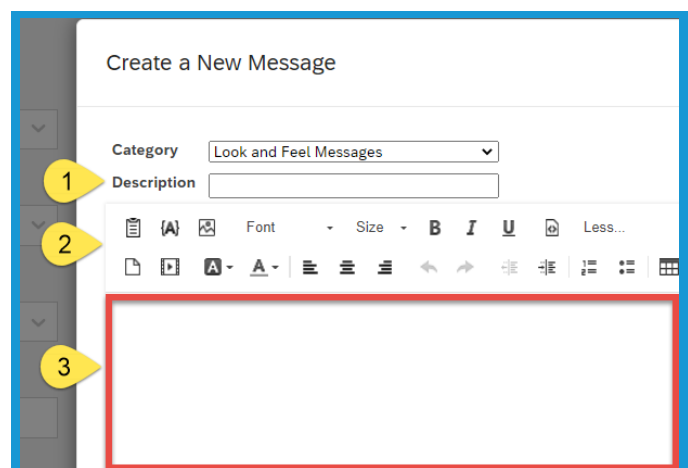 Create a New Message
Category Look and Feel Messages
1 Description
2 {A} Font Size B I U Less...
A A
3